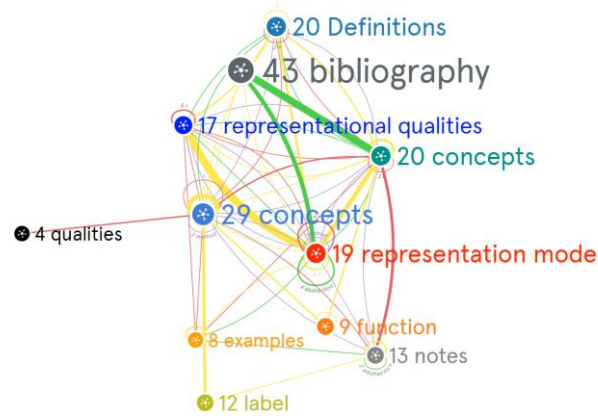 20 Definitions
43 bibliography
17 representational qualities
20 concepts
29 concepts
4 qualities
19 representation mode
9 function
8 examples
13 notes
12 label